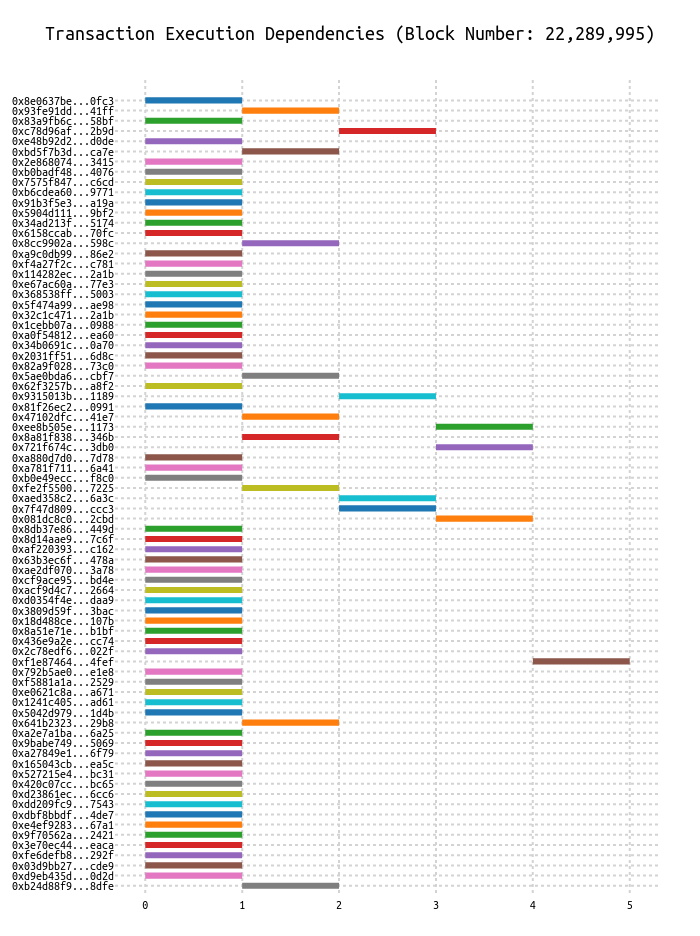 Transaction Execution Dependencies (Block Number: 22,289,995)
0x8e0637be...0fc3
0x93fe91dd...41ff
0x83a9fb6c...58bf
0xc78d96af...2b9d
0xe48b92d2...d0de
0xbd5f7b3d...ca7e
0x2e868074...3415
0xb0badf48...4076
0x7575f847...c6cd
0xb6cdea60...9771
0x91b3f5e3...a19a
0x5904d111...9bf2
0x34ad213f...5174
0x6158ccab...70fc
0x8cc9902a...598c
0xa9c0db99...86e2
0xf4a27f2c...c781
0x114282ec...2a1b
0xe67ac60a...77e3
0x368538ff...5003
0x5f474a99...ae98
0x32c1c471...2a1b
0x1cebb07a...0988
0xa0f54812...ea60
0x34b0691c...0a70
0x2031ff51...6d8c
0x82a9f028...73c0
0x5ae0bda6...cbf7
0x62f3257b...a8f2
0x9315013b...1189
0x81f26ec2...0991
0x47102dfc...41e7
0xee8b505e...1173
0x8a81f838...346b
0x721f674c...3db0
0xa880d7d0...7d78
0xa781f711...6a41
0xb0e49ecc...f8c0
0xfe2f5500...7225
0xaed358c2...6a3c
0x7f47d809...ccc3
0x081dc8c0...2cbd
0x8db37e86...449d
0x8d14aae9...7c6f
0xaf220393...c162
0x63b3ec6f...478a
0xae2df070...3a78
0xcf9ace95...bd4e
0xacf9d4c7...2664
0xd0354f4e...daa9
0x3809d59f...3bac
0x18d488ce...107b
0x8a51e71e...b1bf
0x436e9a2e...cc74
0x2c78edf6...022f
0xf1e87464...4fef
0x792b5ae0...e1e8
0xf5881a1a...2529
0xe0621c8a...a671
0x1241c405...ad61
0x5042d979...1d4b
0x641b2323...29b8
0xa2e7a1ba...6a25
0x9babe749...5069
0xa27849e1...6f79
0x165043cb...ea5c
0x527215e4...bc31
0x420c07cc...bc65
0xd23861ec...6cc6
0xdd209fc9...7543
0xdbf8bbdf...4de7
0xe4ef9283...67a1
0x9f70562a...2421
0x3e70ec44...eaca
0xfe6defb8...292f
0x03d9bb27...cde9
0xd9eb435d...0d2d
0xb24d88f9...8dfe
0 1 2 3 4 5